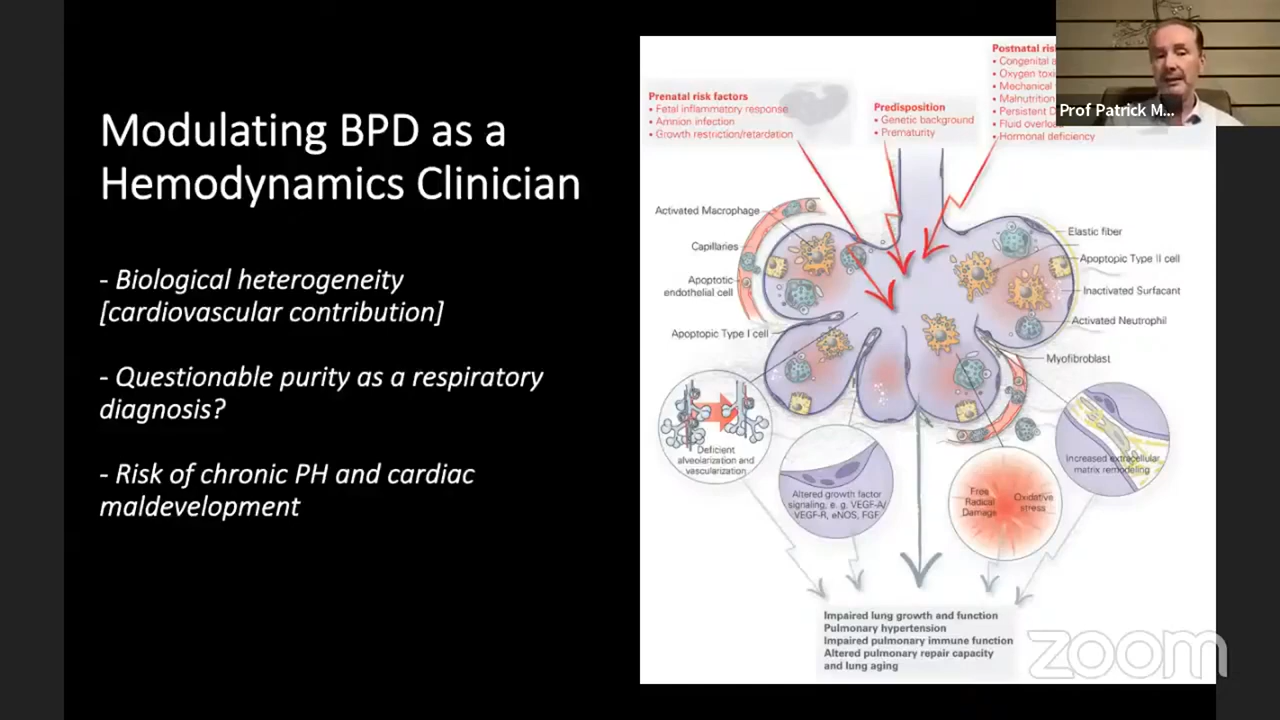 Modulating BPD as a
Hemodynamics Clinician
- Biological heterogeneity
[cardiovascular contribution]
- Questionable purity as a respiratory
diagnosis?
- Risk of chronic PH and cardiac
maldevelopment
Prenatal risk factors
• Fetal inflammatory response
• Amnion infection
• Growth restriction/retardation
Predisposition
• Genetic background
• Prematurity
Postnatal
• Congenital
• Oxygen
• Mechanical
• Malnutrition
• Persistent
• Fluid
• Hormonal deficiency
Prof Patrick M...
Activated Macrophage
Capillaries
Apoptotic
endothelial cell
Apoptopic Type I cell
Elastic fiber
Apoptopic Type II cell
Inactivated Surfactant
Activated Neutrophil
Myofibroblast
Deficient
alveolarization and
vascularization
Altered growth factor
signaling, e. g. VEGF-A/
VEGF-R, eNOS, FGF
Free
Radical
Damage
Oxidative
stress
Increased extracellular
matrix remodeling
Impaired lung growth and function
Pulmonary hypertension
Impaired pulmonary immune function
Altered pulmonary repair capacity
and lung aging
zoom